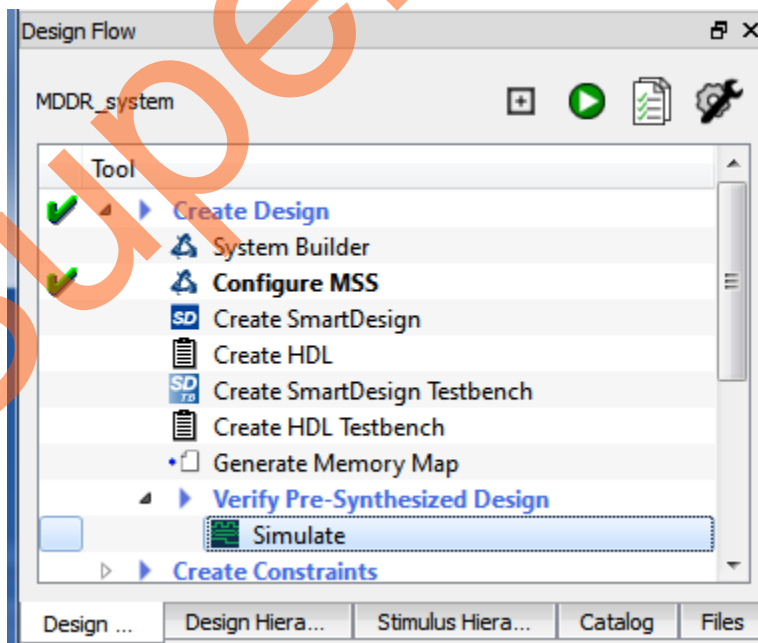 Design Flow
MDDR_system
Tool
Create Design
System Builder
Configure MSS
SD Create SmartDesign
Create HDL
SD TB Create SmartDesign Testbench
Create HDL Testbench
Generate Memory Map
Verify Pre-Synthesized Design
Simulate
Create Constraints
Design ... Design Hiera... Stimulus Hiera... Catalog Files